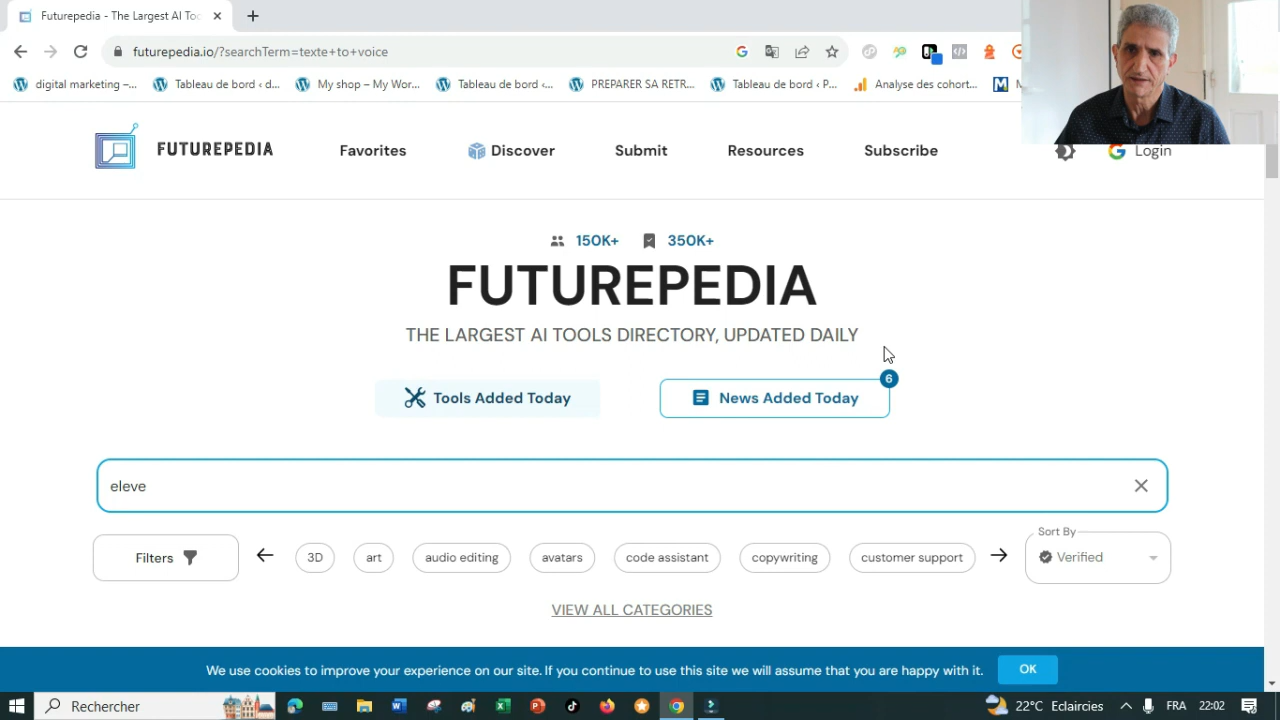 Futurepedia - The Largest AI Too
futurepedia.io/?searchTerm=texte+to+voice
digital marketing –...
Tableau de bord ‹ d...
My shop – My Wor...
Tableau de bord ‹...
PREPARER SA RETR...
Tableau de bord ‹ P...
Analyse des cohort...
FUTUREPEDIA
Favorites
Discover
Submit
Resources
Subscribe
Login
150K+
350K+
FUTUREPEDIA
THE LARGEST AI TOOLS DIRECTORY, UPDATED DAILY
Tools Added Today
News Added Today
6
eleve
Filters
3D
art
audio editing
avatars
code assistant
copywriting
customer support
Sort By
Verified
VIEW ALL CATEGORIES
We use cookies to improve your experience on our site. If you continue to use this site we will assume that you are happy with it.
OK
Rechercher
22°C Eclaircies
FRA
22:02